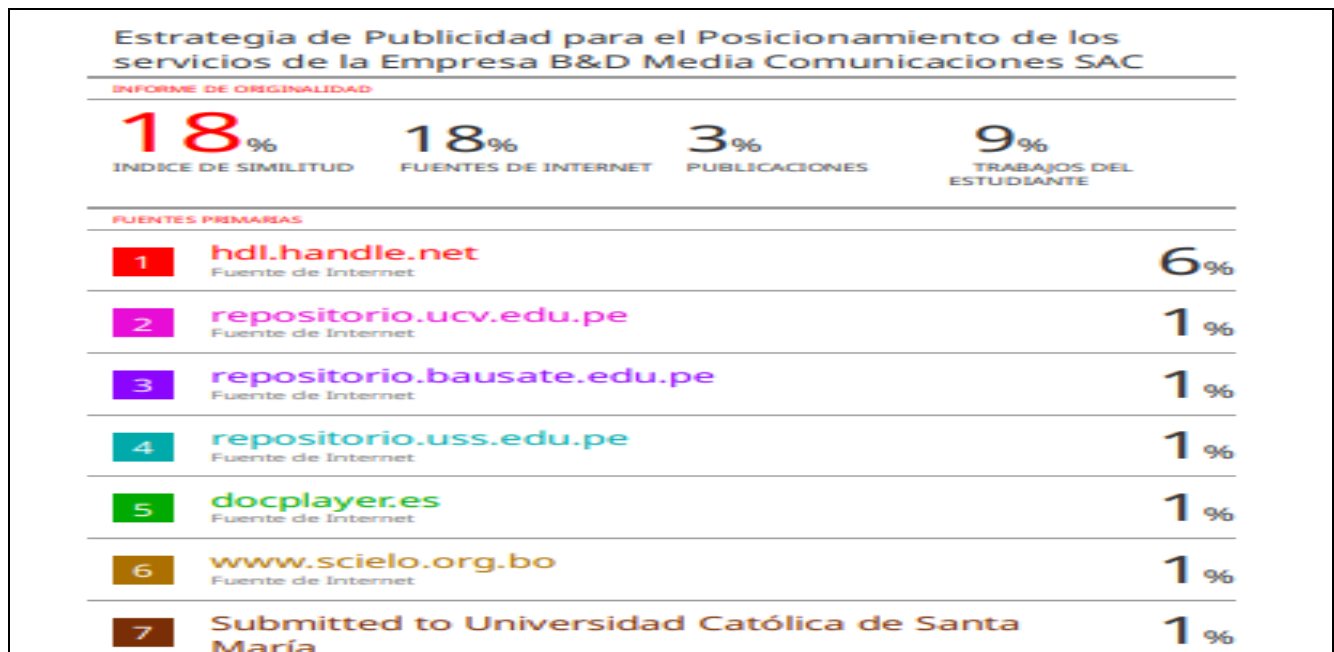 Estrategia de Publicidad para el Posicionamiento de los
servicios de la Empresa B&D Media Comunicaciones SAC
INFORME DE ORIGINALIDAD
18% 18% 3% 9%
INDICE DE SIMILITUD FUENTES DE INTERNET PUBLICACIONES TRABAJOS DEL
ESTUDIANTE
FUENTES PRIMARIAS
1 hdl.handle.net 6%
Fuente de Internet
2 repositorio.ucv.edu.pe 1%
Fuente de Internet
3 repositorio.bausate.edu.pe 1%
Fuente de Internet
4 repositorio.uss.edu.pe 1%
Fuente de Internet
5 docplayer.es 1%
Fuente de Internet
6 www.scielo.org.bo 1%
Fuente de Internet
7 Submitted to Universidad Católica de Santa 1%
María